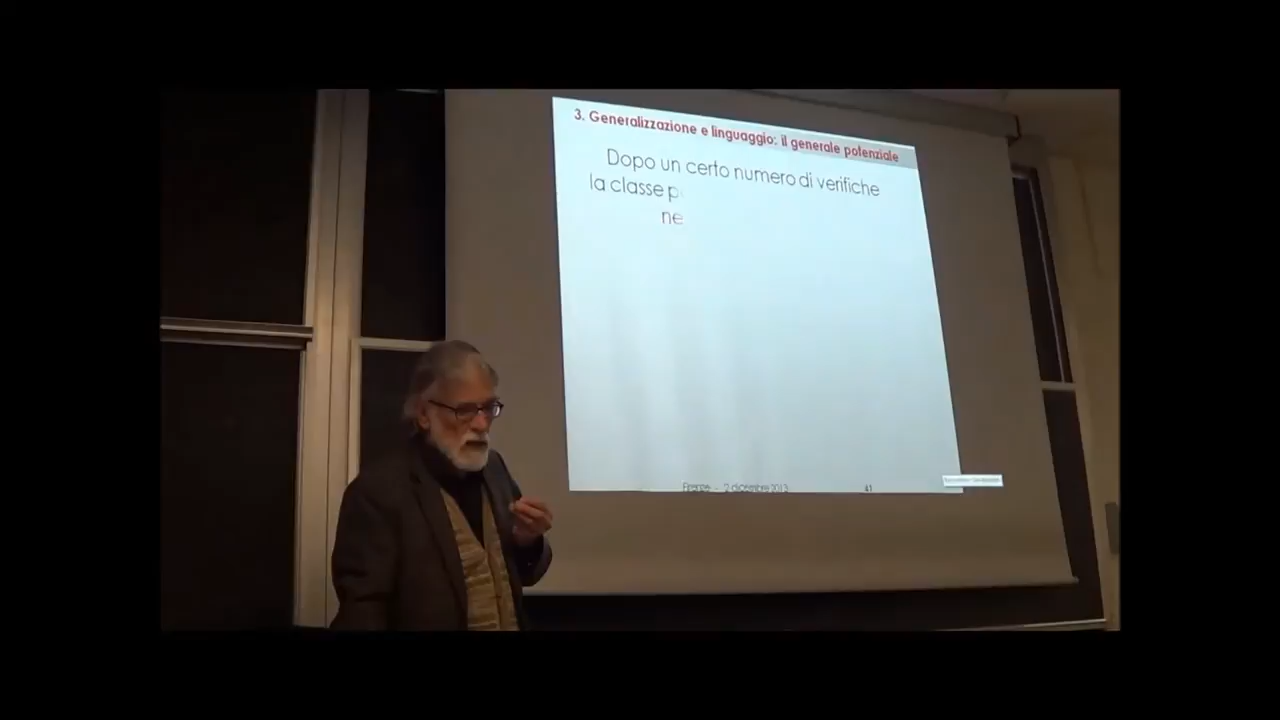 3. Generalizzazione e linguaggio: il generale potenziale
Dopo un certo numero di verifiche
la classe p
ne
Firenze - 2 dicembre 2013 41